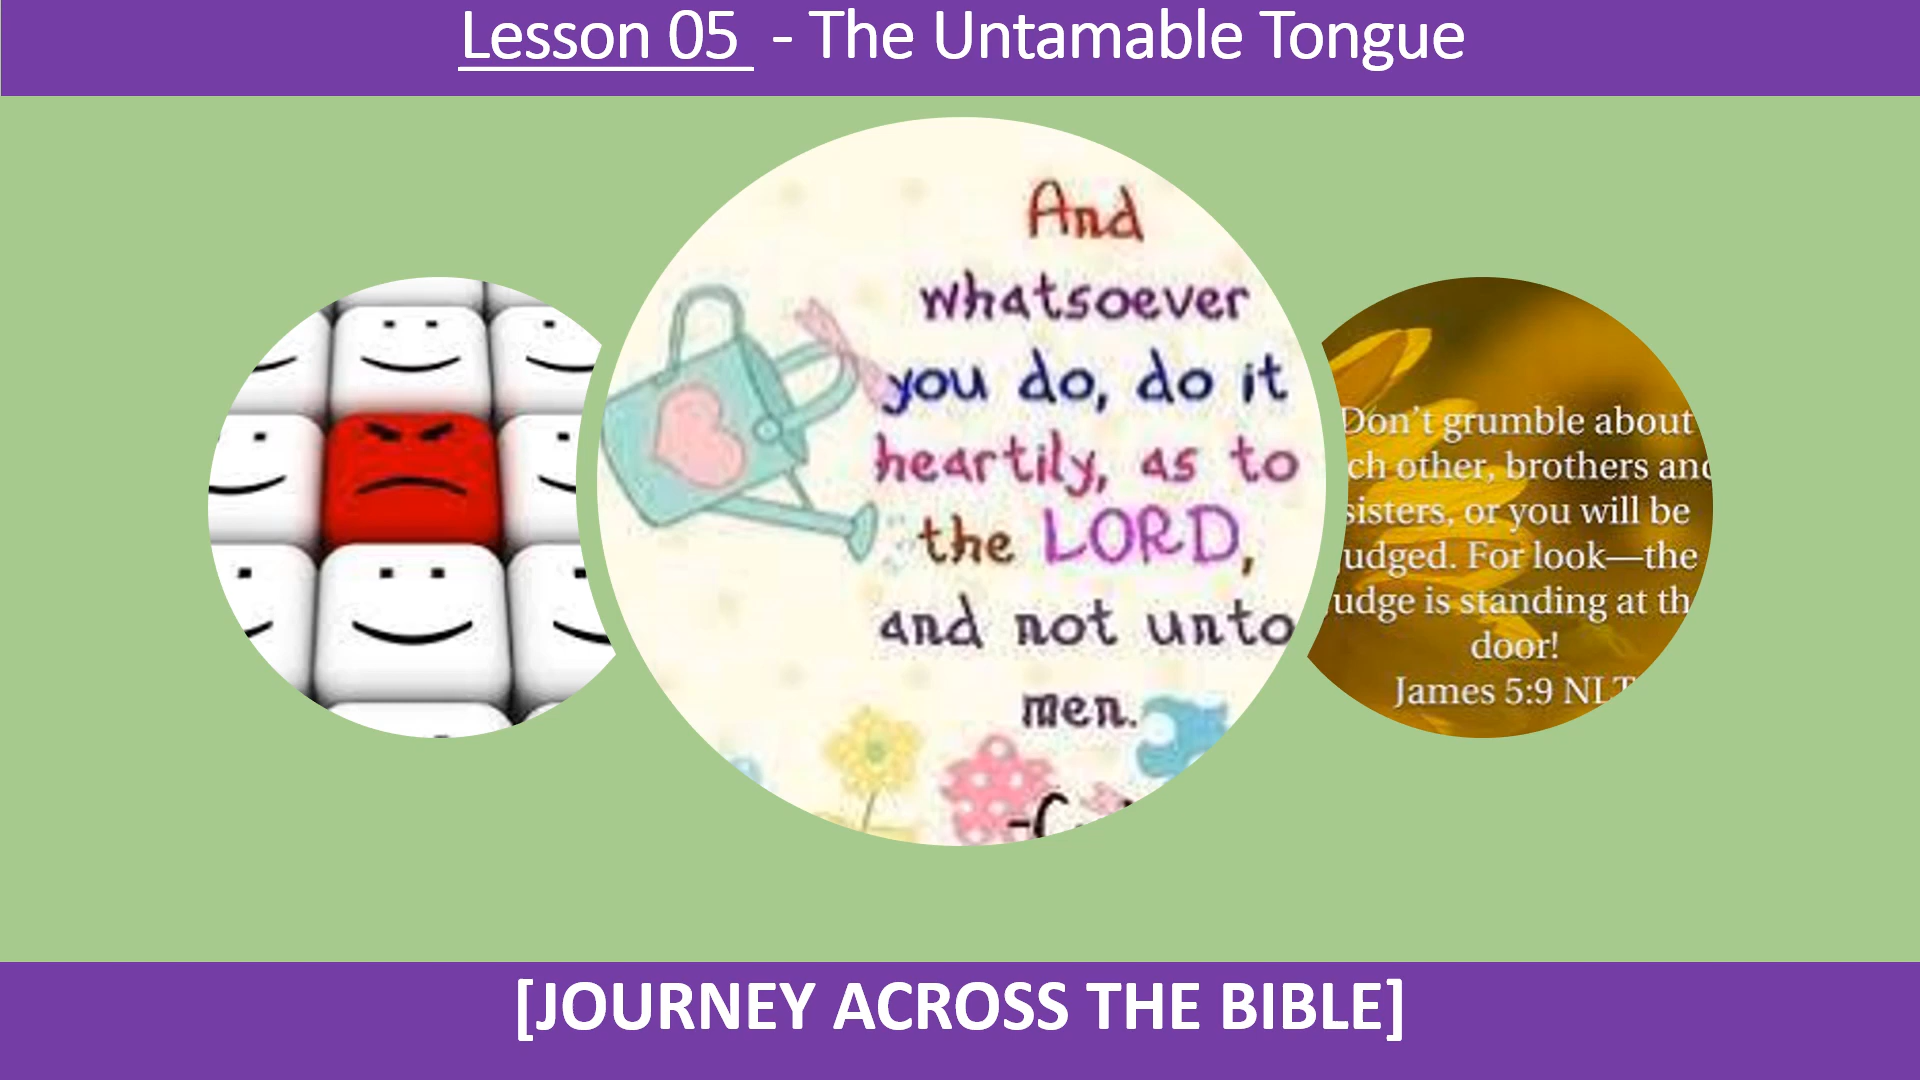 Lesson 05 - The Untamable Tongue
And
whatsoever
you do, do it
heartily, as to
the LORD,
and not unto
men.
Don't grumble about
ch other, brothers and
sisters, or you will be
udged. For look—the
udge is standing at th
door!
James 5:9 NLT
[JOURNEY ACROSS THE BIBLE]